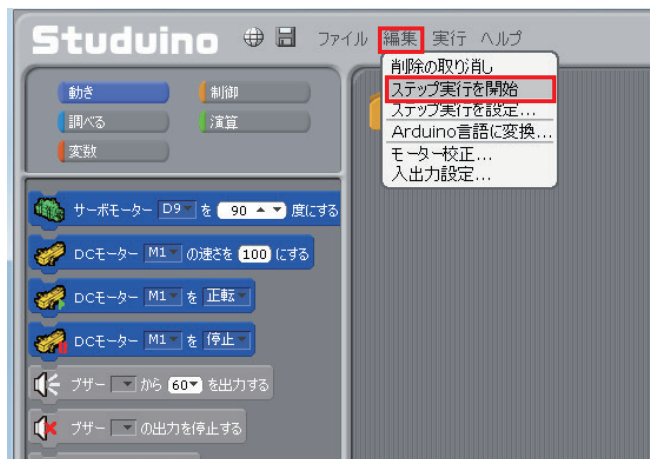 Studuino ファイル 編集 実行 ヘルプ
削除の取り消し
ステップ実行を開始
ステップ実行を設定...
Arduino言語に変換...
モーター校正...
入出力設定...
動き 制御
調べる 演算
変数
サーボモーター D9 を 90 度にする
DCモーター M1 の速さを 100 にする
DCモーター M1 を 正転
DCモーター M1 を 停止
ブザー から 60 を出力する
ブザー の出力を停止する